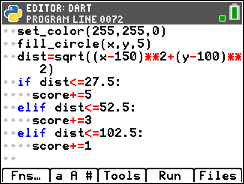 EDITOR: DART
PROGRAM LINE 0072
set_color(255,255,0)
fill_circle(x,y,5)
dist=sqrt((x-150)**2+(y-100)**
2)
if dist<=27.5:
score+=5
elif dist<=52.5:
score+=3
elif dist<=102.5:
score+=1
Fns… a A # Tools Run Files